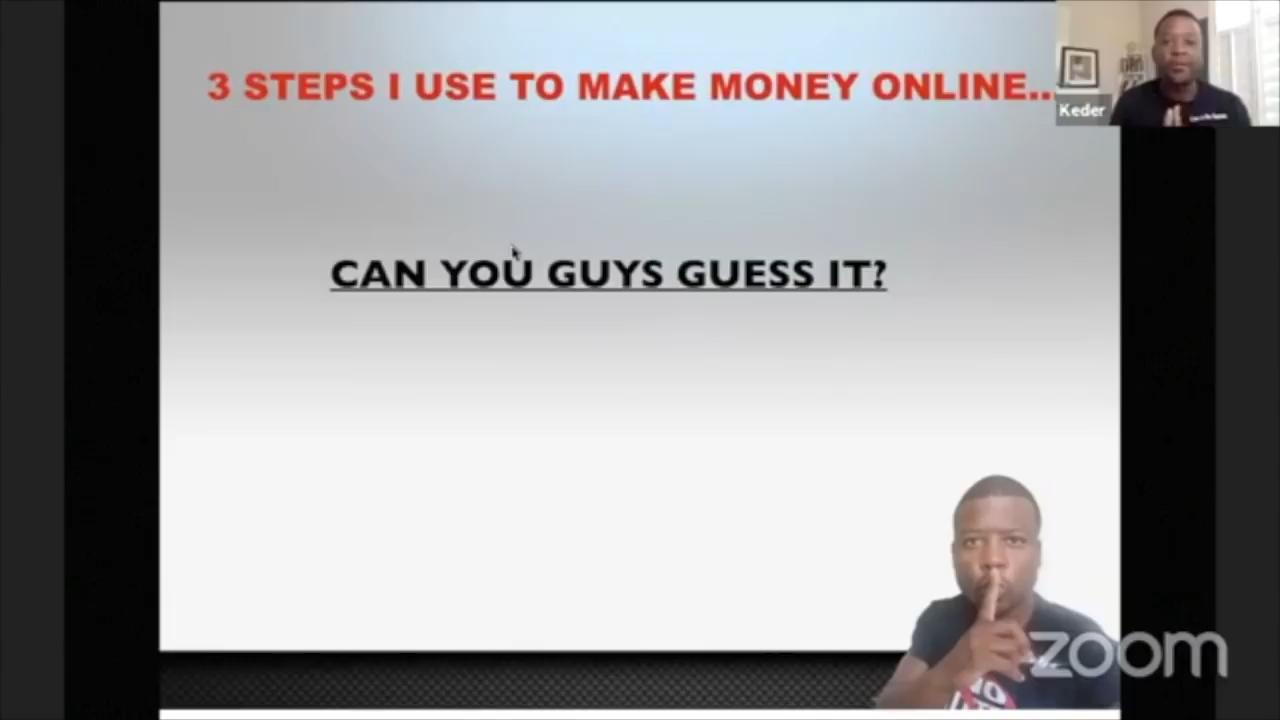 3 STEPS I USE TO MAKE MONEY ONLINE..
Keder
CAN YOU GUYS GUESS IT?
zoom